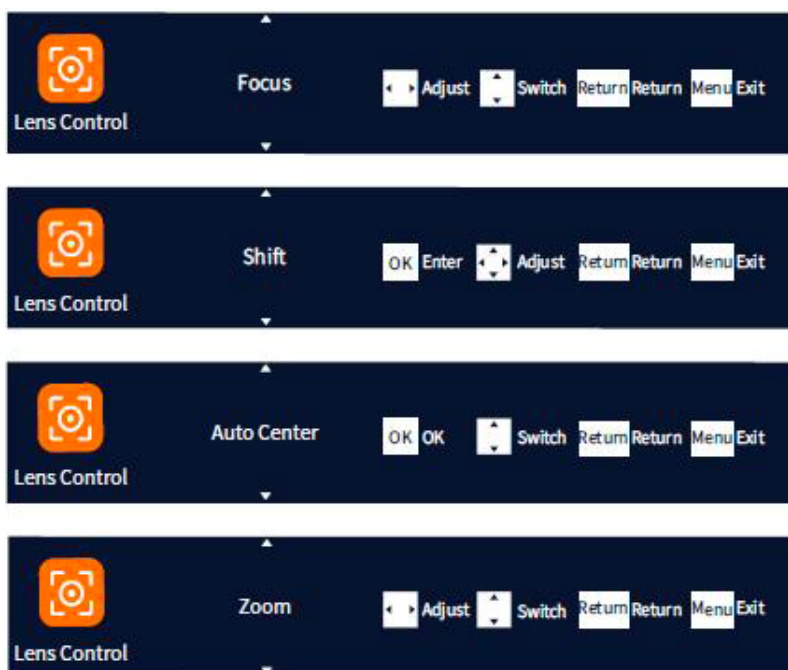 Focus
Adjust Switch Return Return Menu Exit
Lens Control
Shift
OK Enter Adjust Return Return Menu Exit
Lens Control
Auto Center
OK OK Switch Return Return Menu Exit
Lens Control
Zoom
Adjust Switch Return Return Menu Exit
Lens Control